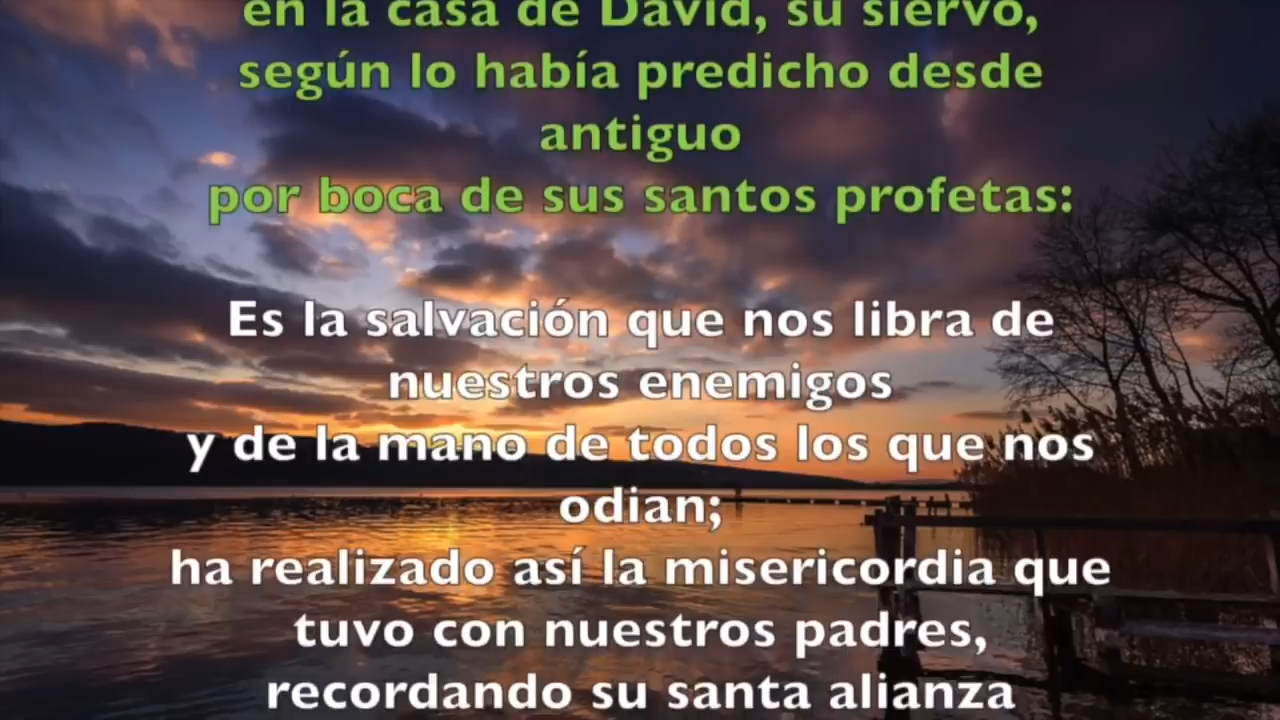 en la casa de David, su siervo,
según lo había predicho desde
antiguo
por boca de sus santos profetas:
Es la salvación que nos libra de
nuestros enemigos
y de la mano de todos los que nos
odian;
ha realizado así la misericordia que
tuvo con nuestros padres,
recordando su santa alianza